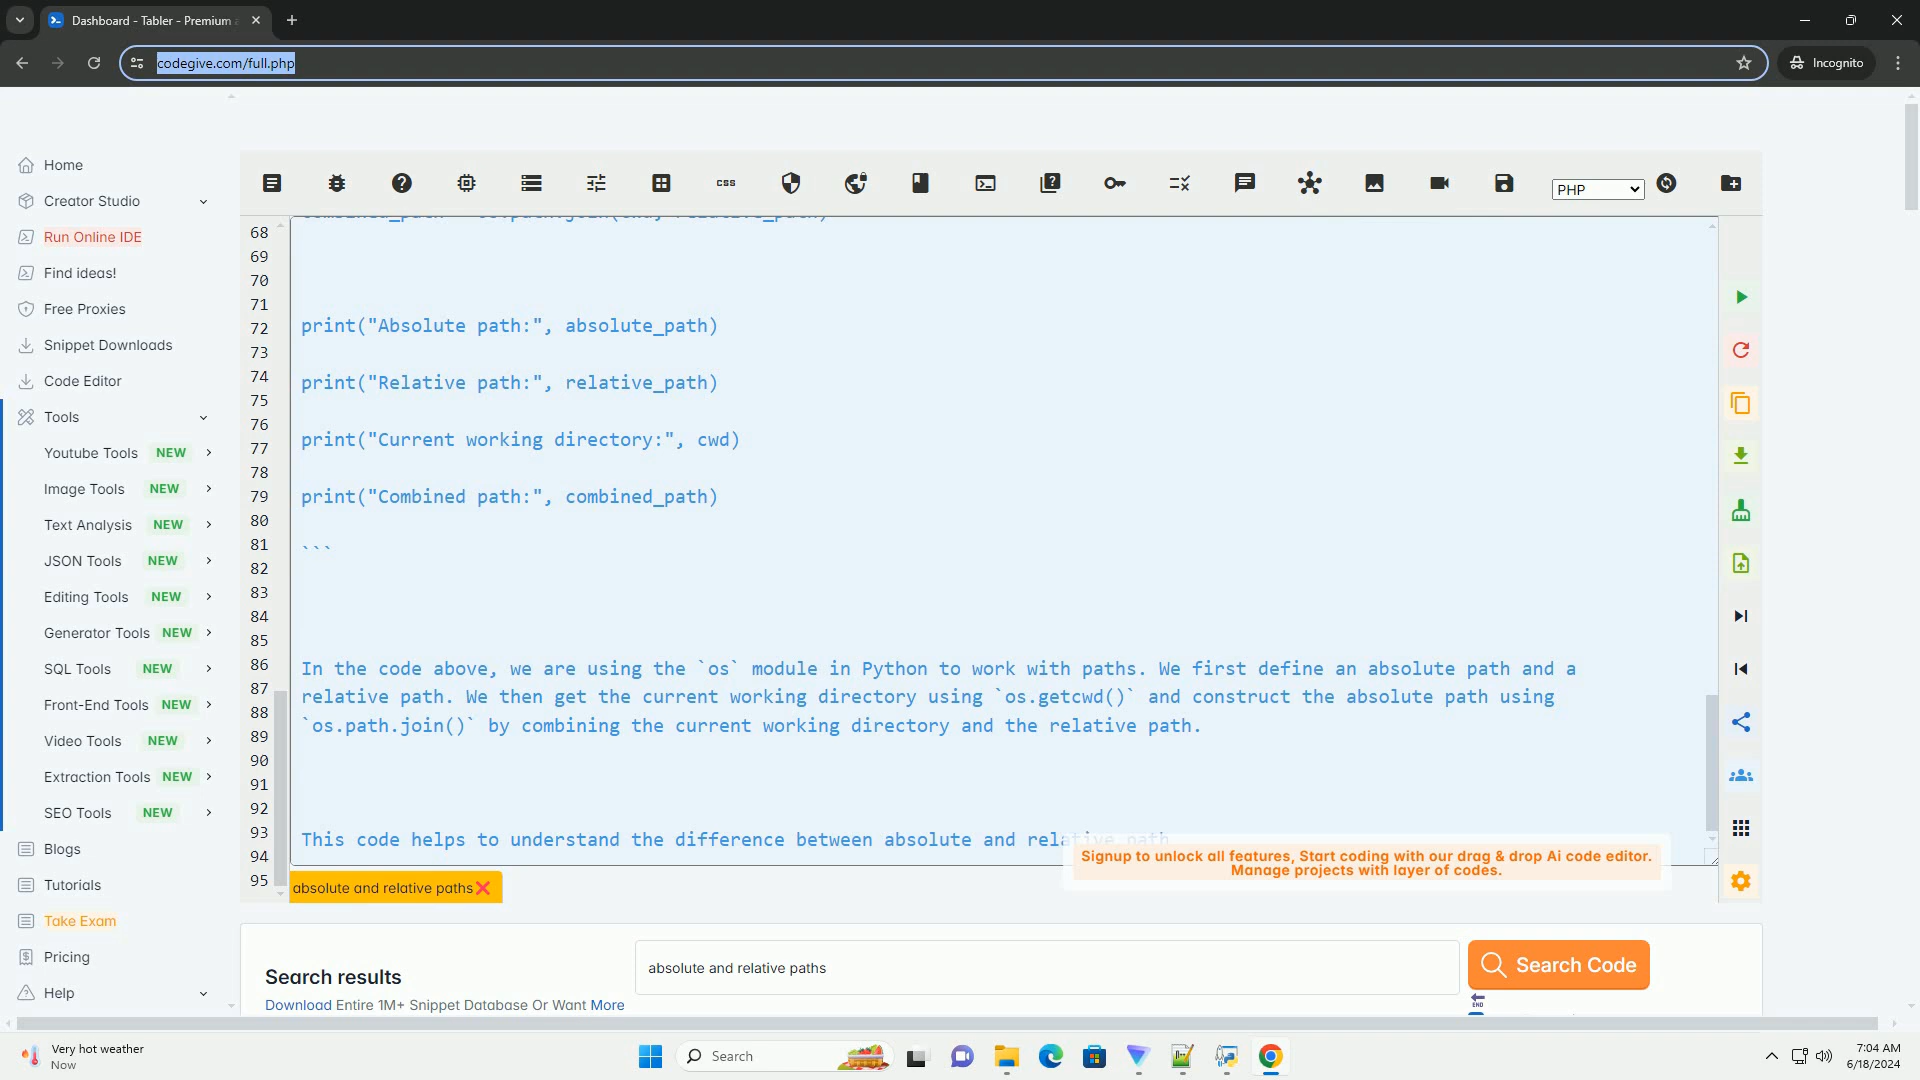 Dashboard - Tabler - Premium
codegive.com/full.php
Incognito
Home
Creator Studio
Run Online IDE
Find ideas!
Free Proxies
Snippet Downloads
Code Editor
Tools
Youtube Tools NEW
Image Tools NEW
Text Analysis NEW
JSON Tools NEW
Editing Tools NEW
Generator Tools NEW
SQL Tools NEW
Front-End Tools NEW
Video Tools NEW
Extraction Tools NEW
SEO Tools NEW
Blogs
Tutorials
Take Exam
Pricing
Help
css
PHP
68
69
70
71
72
73
74
75
76
77
78
79
80
81
82
83
84
85
86
87
88
89
90
91
92
93
94
95
print("Absolute path:", absolute_path)
print("Relative path:", relative_path)
print("Current working directory:", cwd)
print("Combined path:", combined_path)
```
In the code above, we are using the `os` module in Python to work with paths. We first define an absolute path and a
relative path. We then get the current working directory using `os.getcwd()` and construct the absolute path using
`os.path.join()` by combining the current working directory and the relative path.
This code helps to understand the difference between absolute and relative path
Signup to unlock all features, Start coding with our drag & drop Ai code editor.
Manage projects with layer of codes.
absolute and relative paths
Search results
Download Entire 1M+ Snippet Database Or Want More
absolute and relative paths
Search Code
END
Very hot weather
Now
Search
7:04 AM
6/18/2024